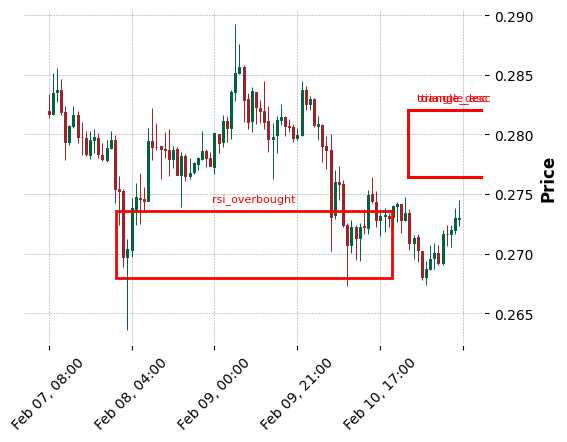 0.290
0.285
0.280
0.275
0.270
0.265
Price
rsi_overbought
Feb 07, 08:00
Feb 08, 04:00
Feb 09, 00:00
Feb 09, 21:00
Feb 10, 17:00